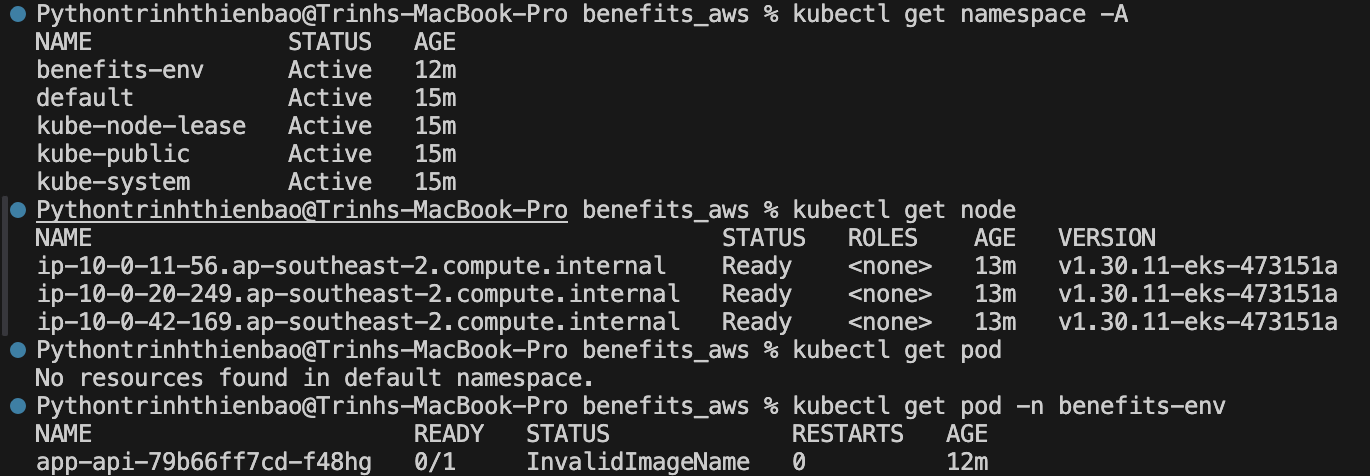 Pythontrinhthienbao@Trinhs-MacBook-Pro benefits_aws % kubectl get namespace -A
NAME STATUS AGE
benefits-env Active 12m
default Active 15m
kube-node-lease Active 15m
kube-public Active 15m
kube-system Active 15m
Pythontrinhthienbao@Trinhs-MacBook-Pro benefits_aws % kubectl get node
NAME STATUS ROLES AGE VERSION
ip-10-0-11-56.ap-southeast-2.compute.internal Ready <none> 13m v1.30.11-eks-473151a
ip-10-0-20-249.ap-southeast-2.compute.internal Ready <none> 13m v1.30.11-eks-473151a
ip-10-0-42-169.ap-southeast-2.compute.internal Ready <none> 13m v1.30.11-eks-473151a
Pythontrinhthienbao@Trinhs-MacBook-Pro benefits_aws % kubectl get pod
No resources found in default namespace.
Pythontrinhthienbao@Trinhs-MacBook-Pro benefits_aws % kubectl get pod -n benefits-env
NAME READY STATUS RESTARTS AGE
app-api-79b66ff7cd-f48hg 0/1 InvalidImageName 0 12m